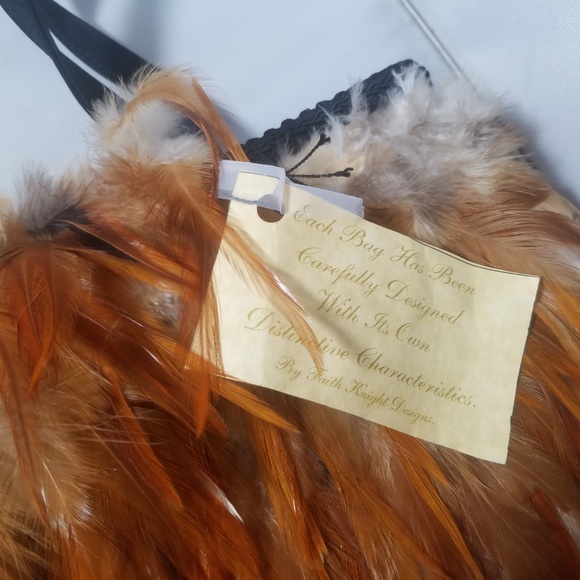 Each Bag Has Been
Carefully Designed
With Its Own
Distinctive Characteristics.
By Faith Knight Designs.